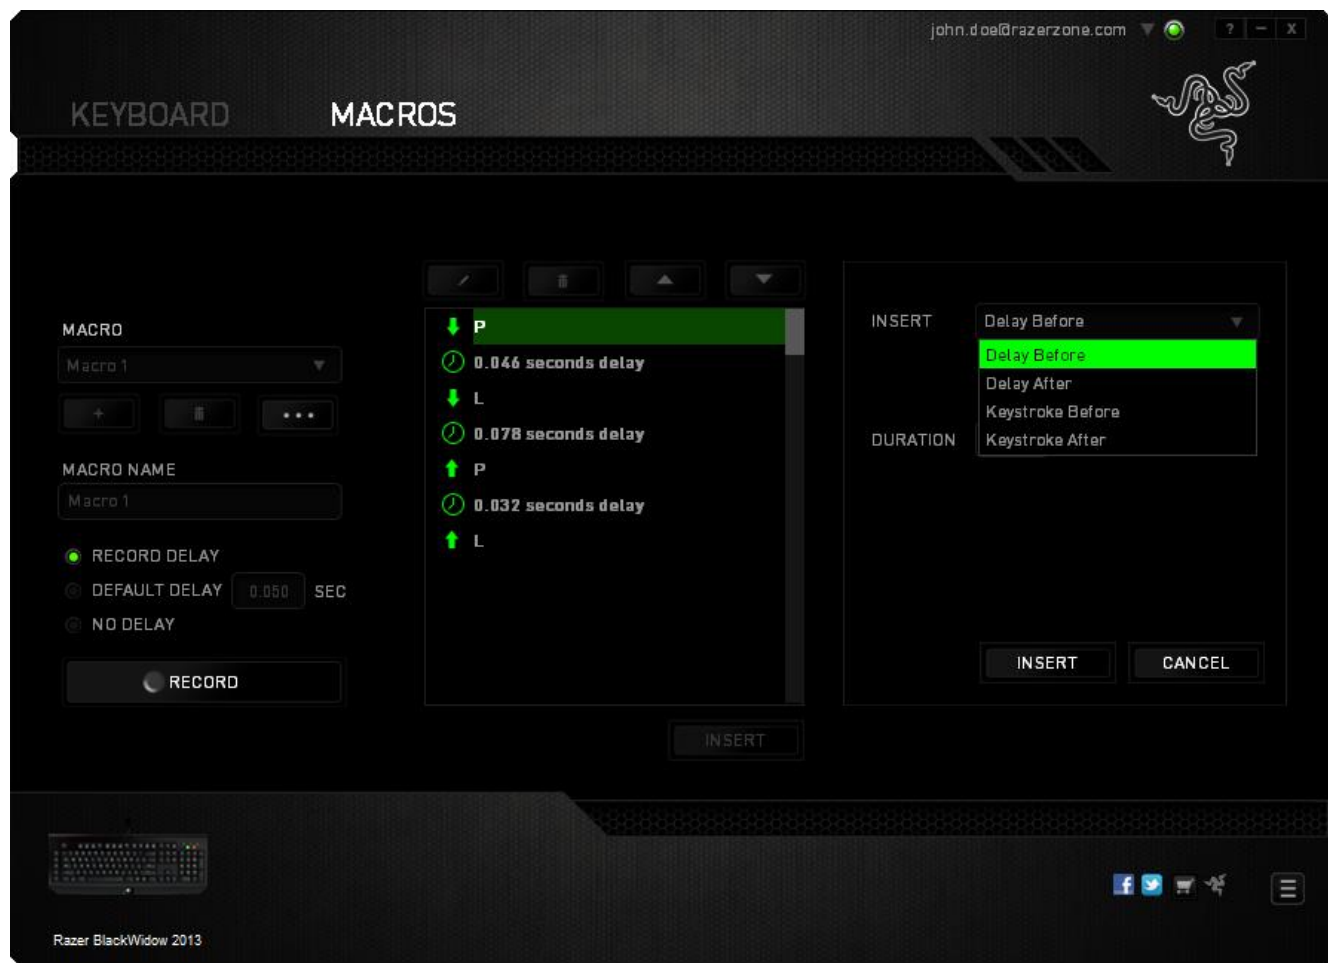 john.doe@razerzone.com
? – X
KEYBOARD MACROS
MACRO
Macro 1
+ •••
MACRO NAME
Macro 1
RECORD DELAY
DEFAULT DELAY 0.050 SEC
NO DELAY
RECORD
P
0.046 seconds delay
L
0.078 seconds delay
P
0.032 seconds delay
L
INSERT
INSERT Delay Before
Delay Before
Delay After
Keystroke Before
DURATION Keystroke After
INSERT CANCEL
Razer BlackWidow 2013